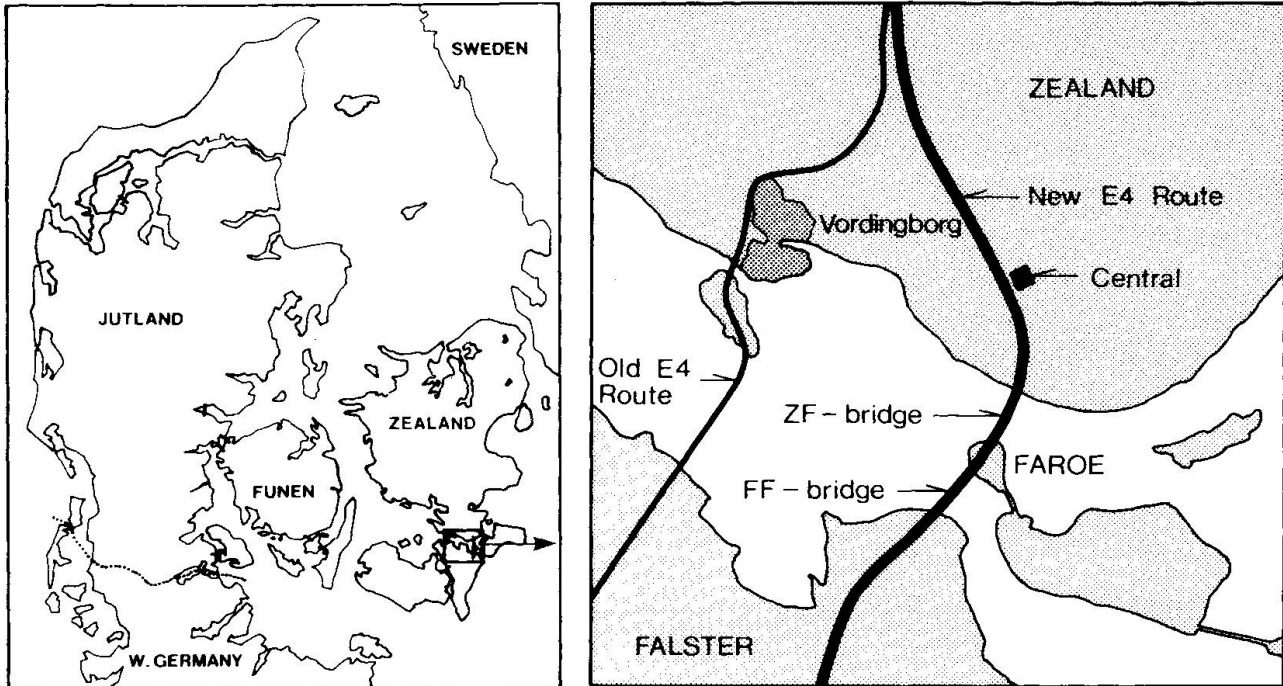 SWEDEN
JUTLAND
ZEALAND
FUNEN
W. GERMANY
ZEALAND
New E4 Route
Vordingborg
Central
Old E4
Route
ZF-bridge
FAROE
FF-bridge
FALSTER